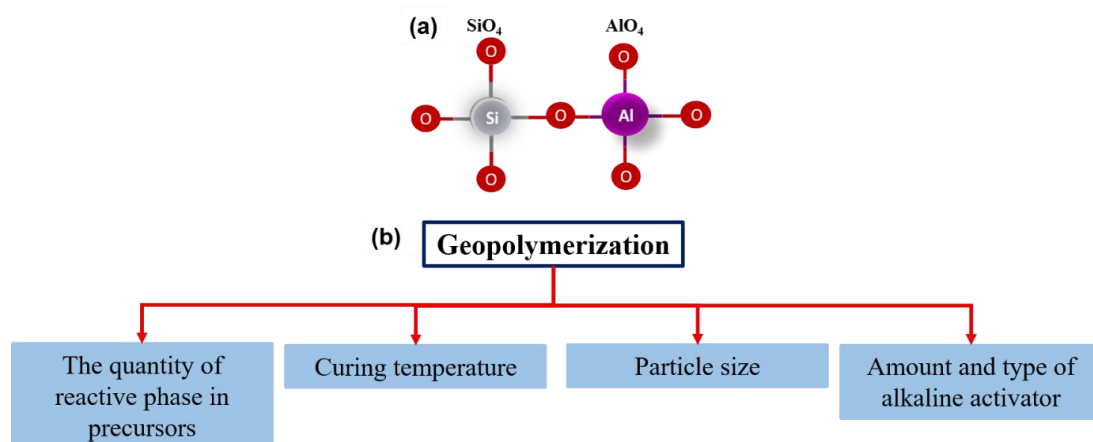 (a)
SiO₄ AlO₄
O O
O Si O Al O
O O
(b)
Geopolymerization
The quantity of
reactive phase in
precursors
Curing temperature
Particle size
Amount and type of
alkaline activator